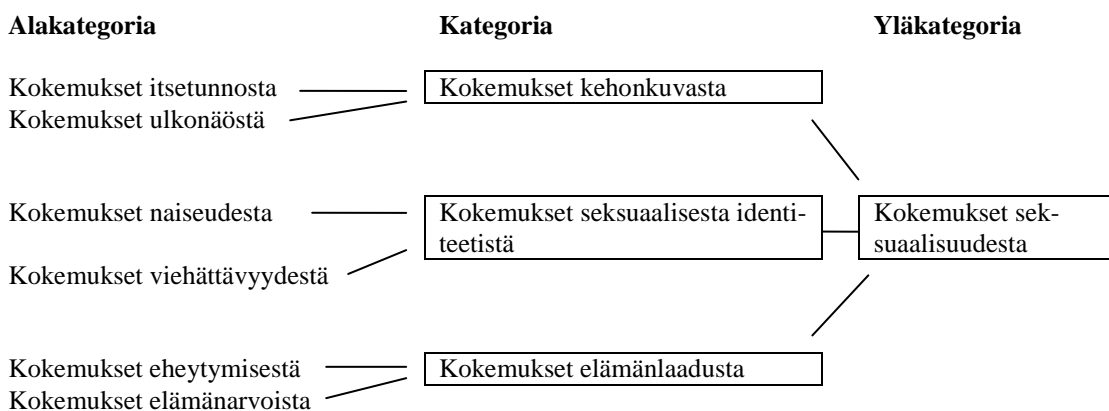 Alakategoria Kategoria Yläkategoria
Kokemukset itsetunnosta Kokemukset kehonkuvasta
Kokemukset ulkonäöstä
Kokemukset naiseudesta Kokemukset seksuaalisesta identi- Kokemukset sek-
teetistä suaalisuudesta
Kokemukset viehättävyydestä
Kokemukset eheytymisestä Kokemukset elämänlaadusta
Kokemukset elämänarvoista